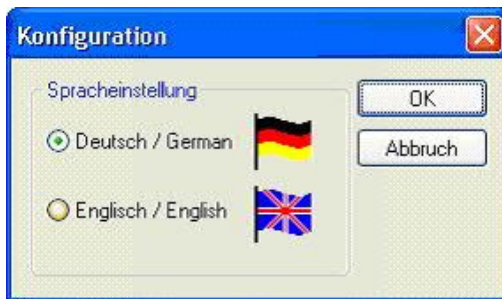 Konfiguration
Spracheinstellung
Deutsch / German
Englisch / English
OK
Abbruch